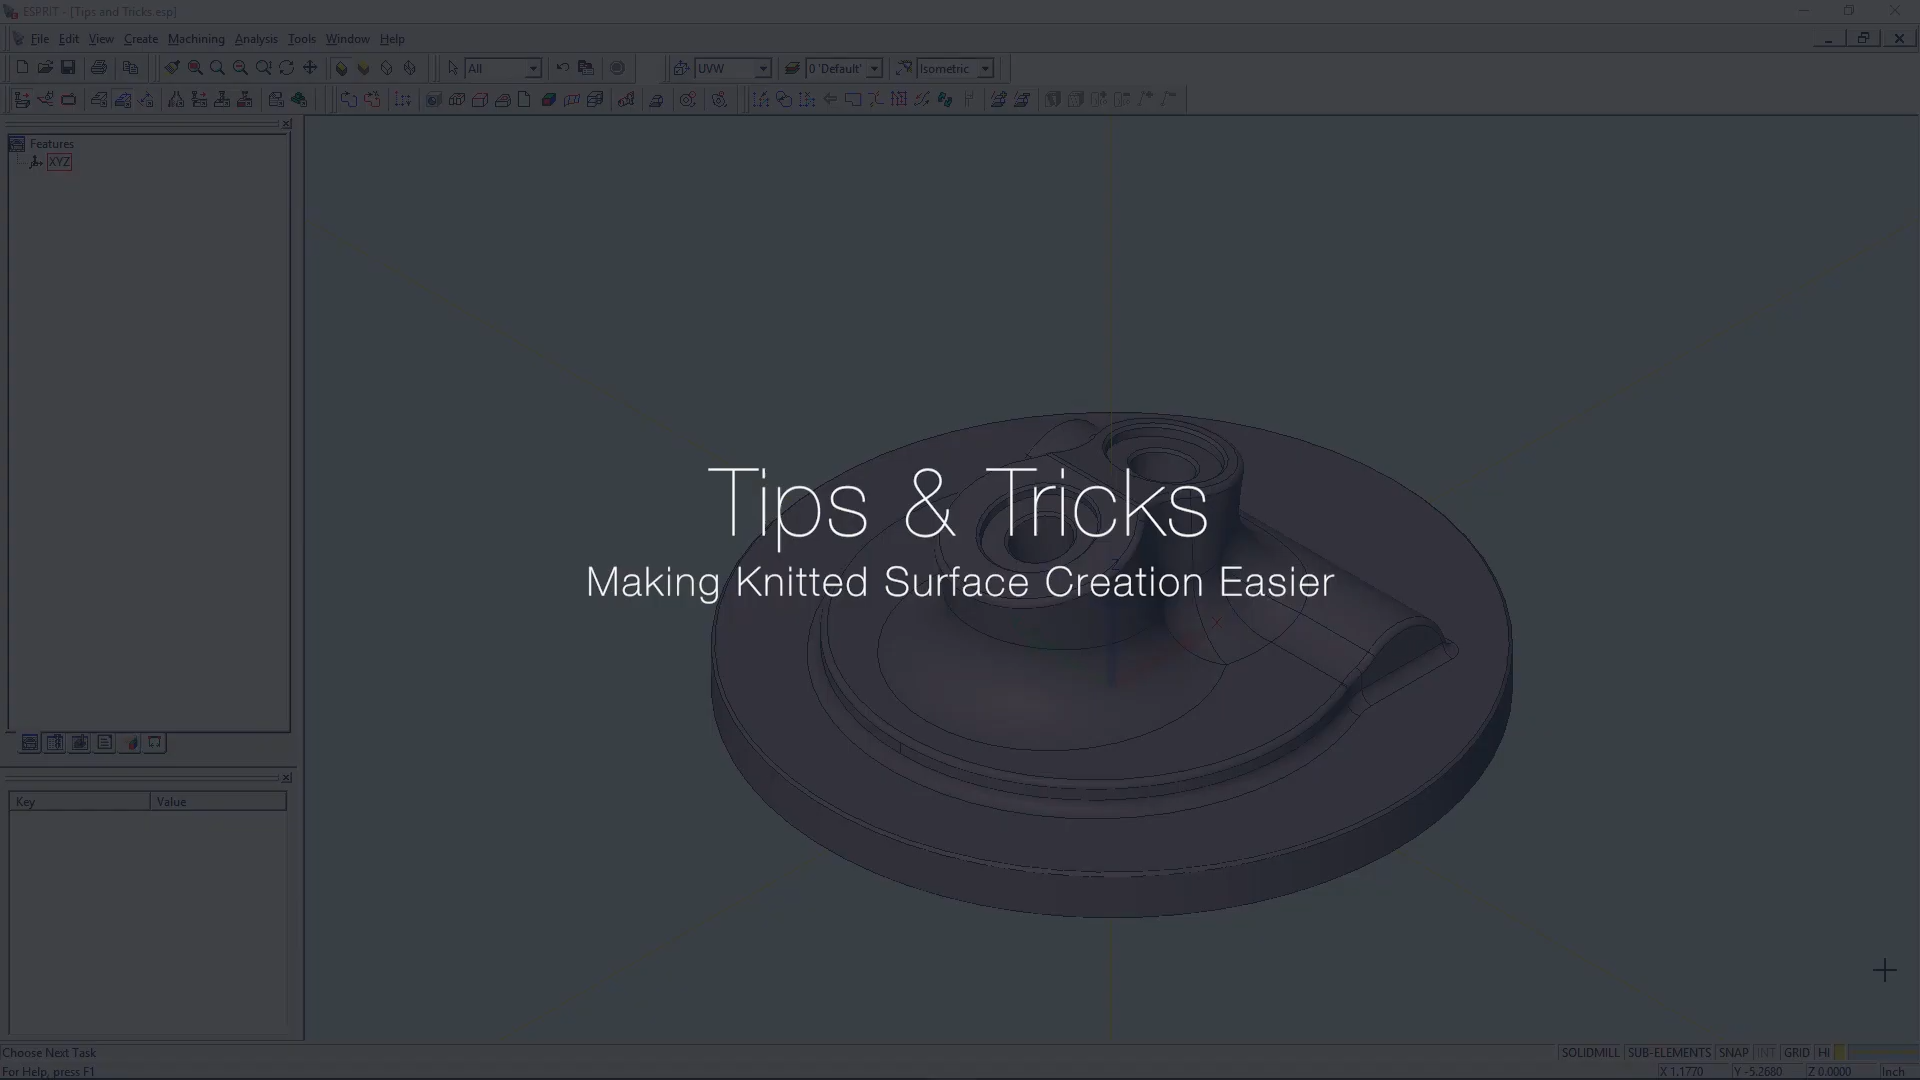 ESPRIT - [Tips and Tricks.esp]
File Edit View Create Machining Analysis Tools Window Help
All UVW 0 'Default' Isometric
Features
XYZ
Tips & Tricks
Making Knitted Surface Creation Easier
Key Value
Choose Next Task SOLIDMILL SUB-ELEMENTS SNAP INT GRID HI
For Help, press F1 X 1.1770 Y -5.2680 Z 0.0000 Inch